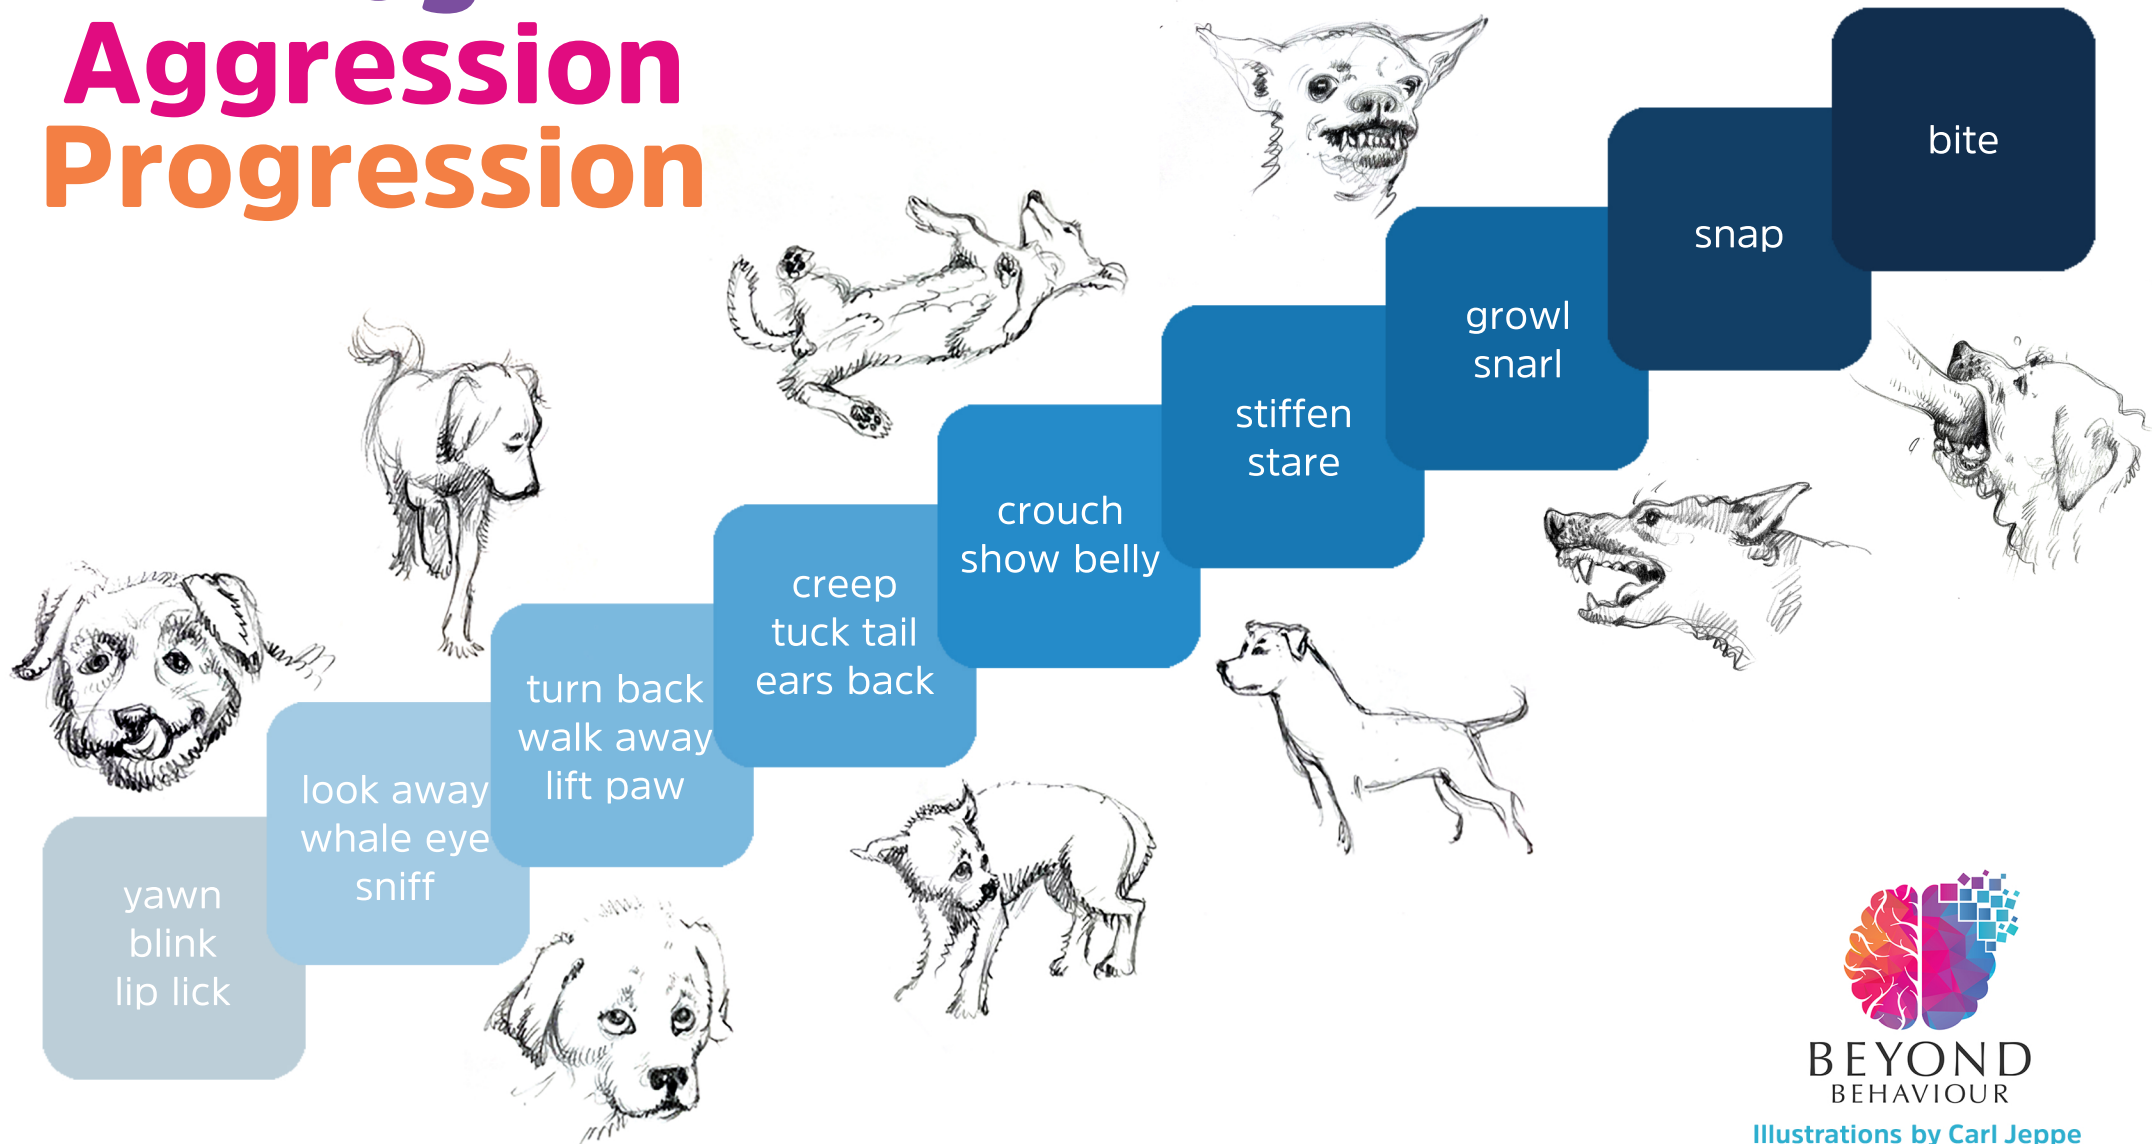 Aggression
Progression
bite
snap
growl
snarl
stiffen
stare
crouch
show belly
creep
tuck tail
ears back
turn back
walk away
lift paw
look away
whale eye
sniff
yawn
blink
lip lick
BEYOND
BEHAVIOUR
Illustrations by Carl Jeppe